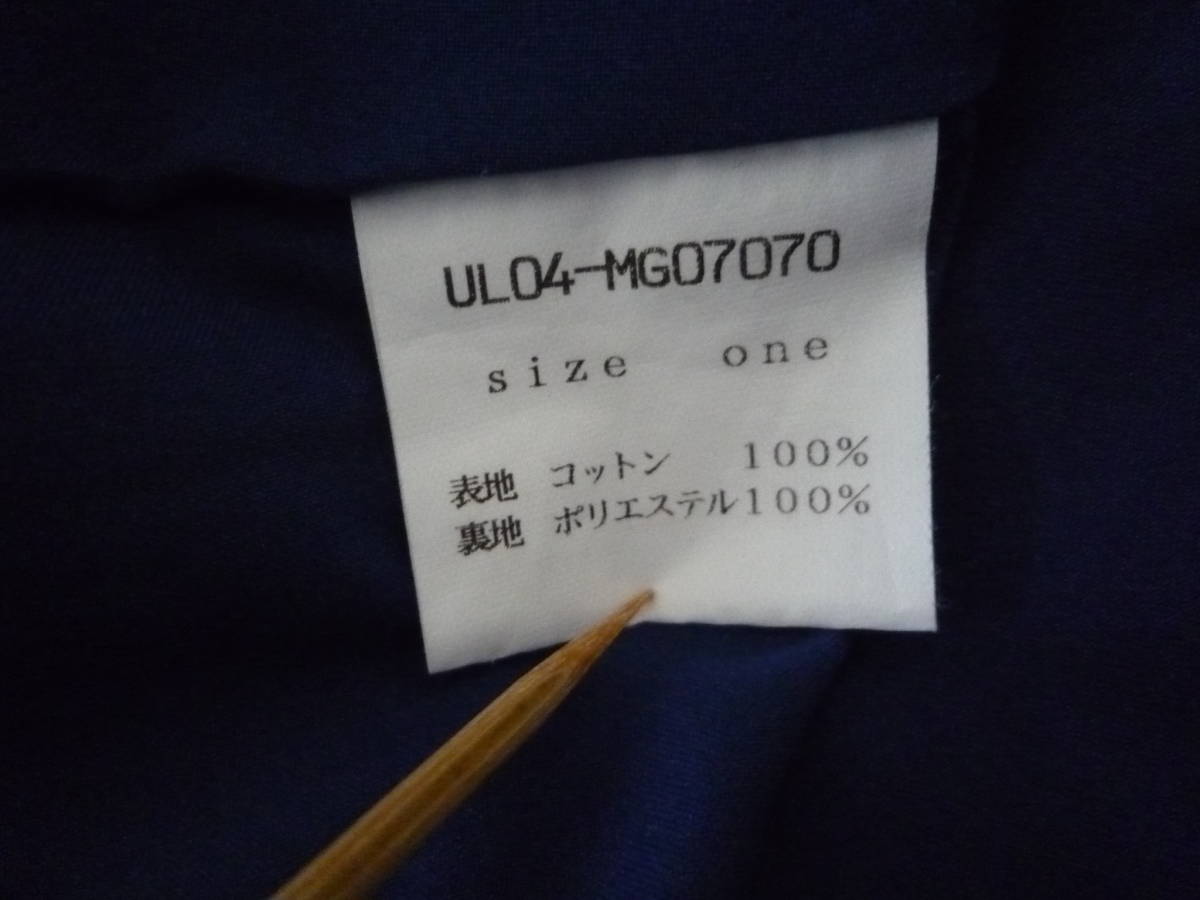 UL04-MG07070
size one
表地 コットン 100%
裏地 ポリエステル100%